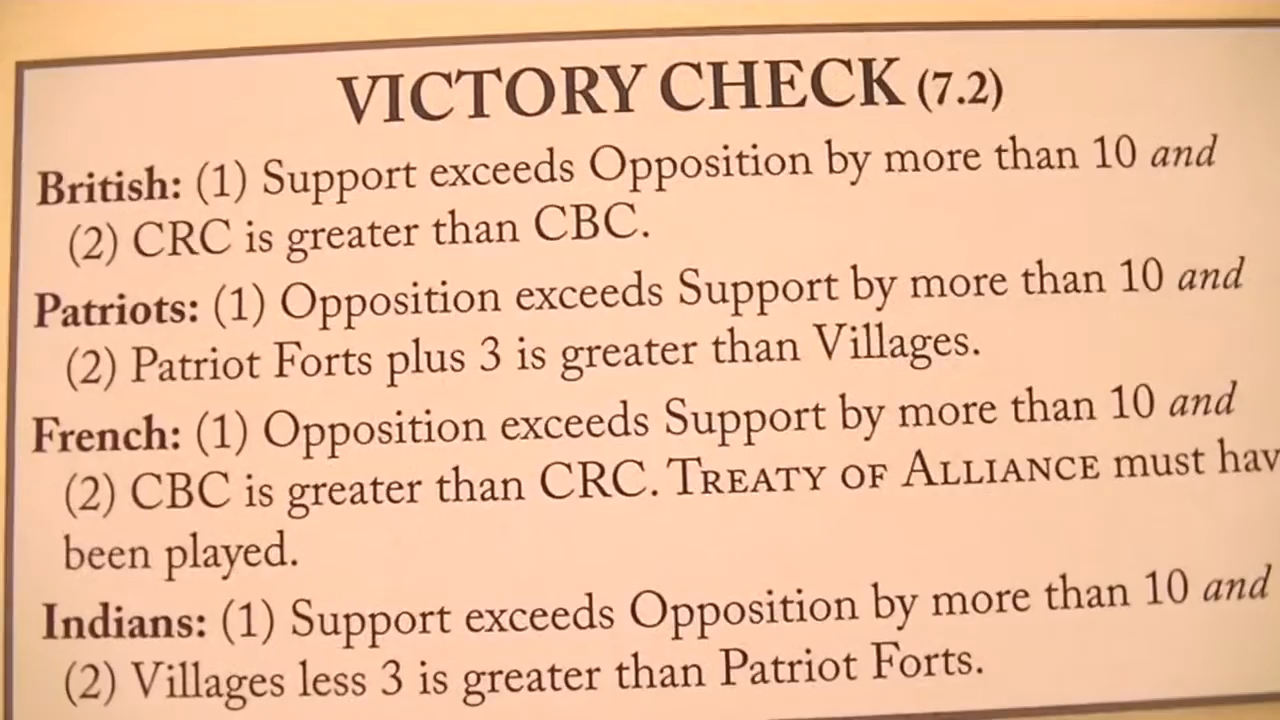 VICTORY CHECK (7.2)
British: (1) Support exceeds Opposition by more than 10 and
(2) CRC is greater than CBC.
Patriots: (1) Opposition exceeds Support by more than 10 and
(2) Patriot Forts plus 3 is greater than Villages.
French: (1) Opposition exceeds Support by more than 10 and
(2) CBC is greater than CRC. TREATY OF ALLIANCE must hav
been played.
Indians: (1) Support exceeds Opposition by more than 10 and
(2) Villages less 3 is greater than Patriot Forts.